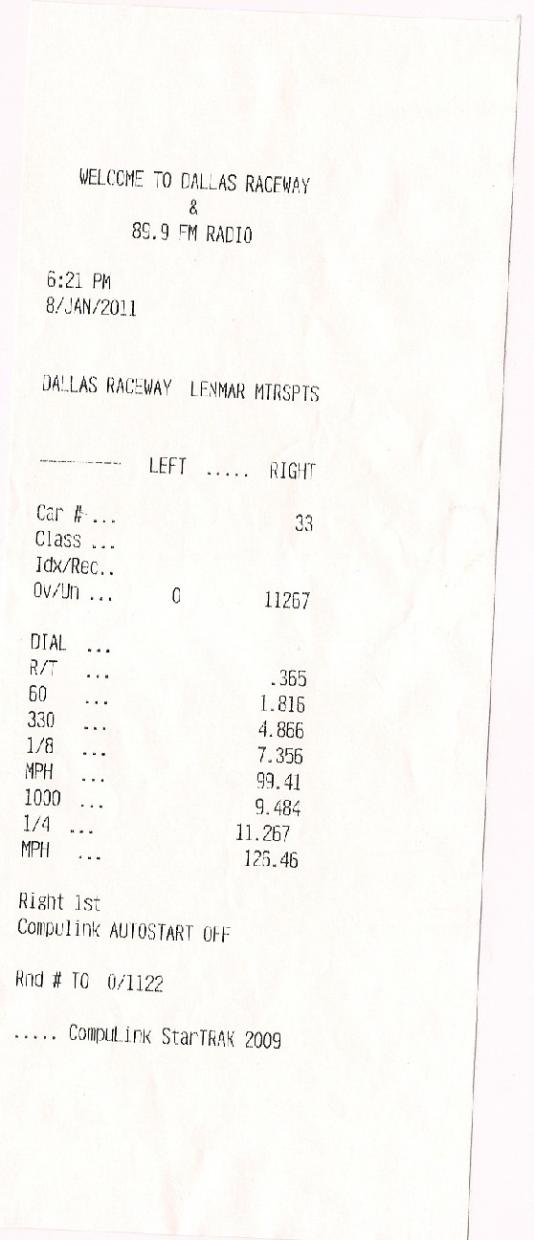 WELCOME TO DALLAS RACEWAY
&
89.9 FM RADIO
6:21 PM
8/JAN/2011
DALLAS RACEWAY LENMAR MTRSPTS
---------- LEFT ..... RIGHT
Car # ... 33
Class ...
Idx/Rec..
Ov/Un ... 0 11267
DIAL ...
R/T ... .365
60 ... 1.816
330 ... 4.866
1/8 ... 7.356
MPH ... 99.41
1000 ... 9.484
1/4 ... 11.267
MPH ...
Right 1st
Compulink AUTOSTART OFF
Rnd # TO 0/1122
..... CompuLink StarTRAK 2009